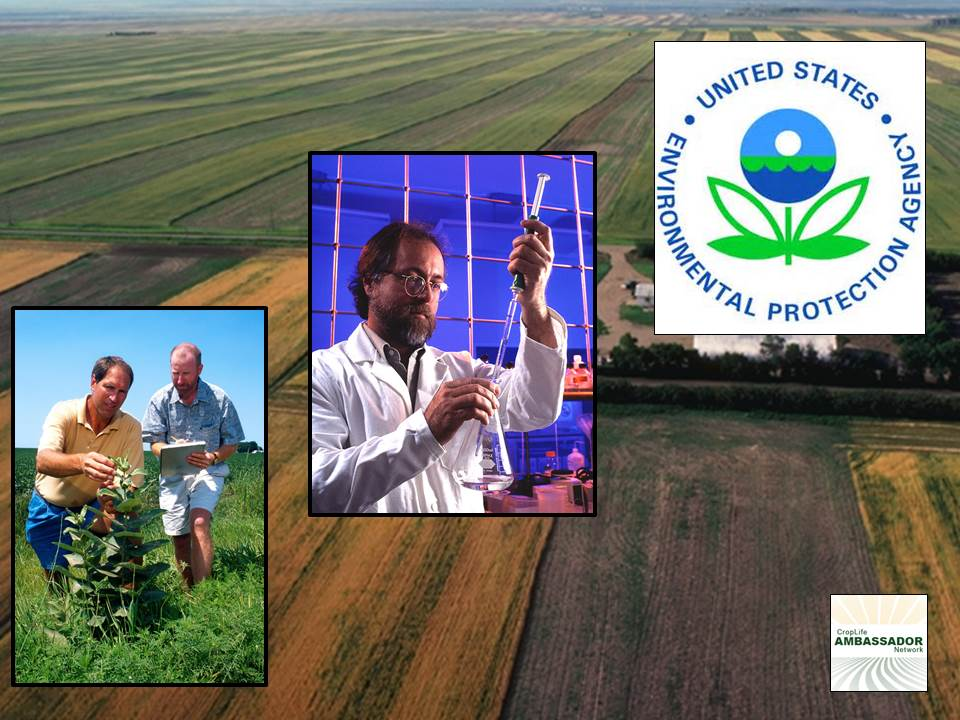 UNITED STATES
ENVIRONMENTAL PROTECTION AGENCY
CropLife
AMBASSADOR
Network